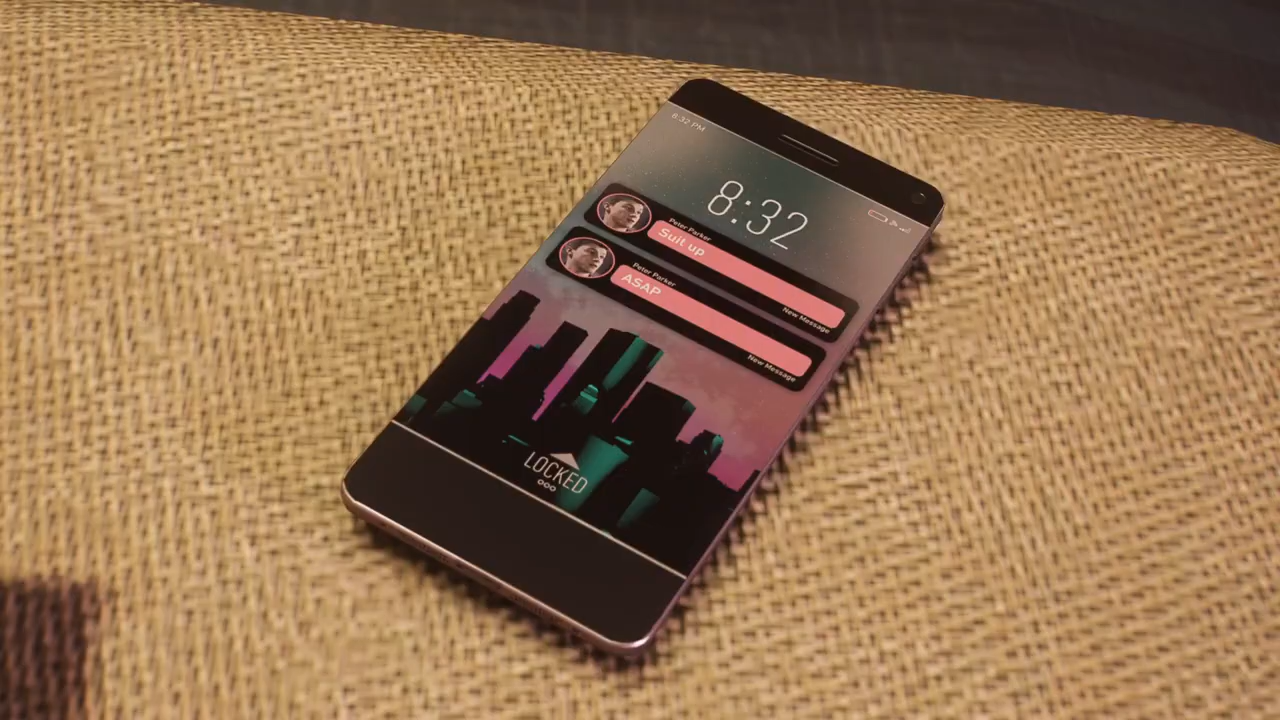 8:32 PM
8:32
Peter Parker
Suit up
New Message
Peter Parker
ASAP
New Message
LOCKED